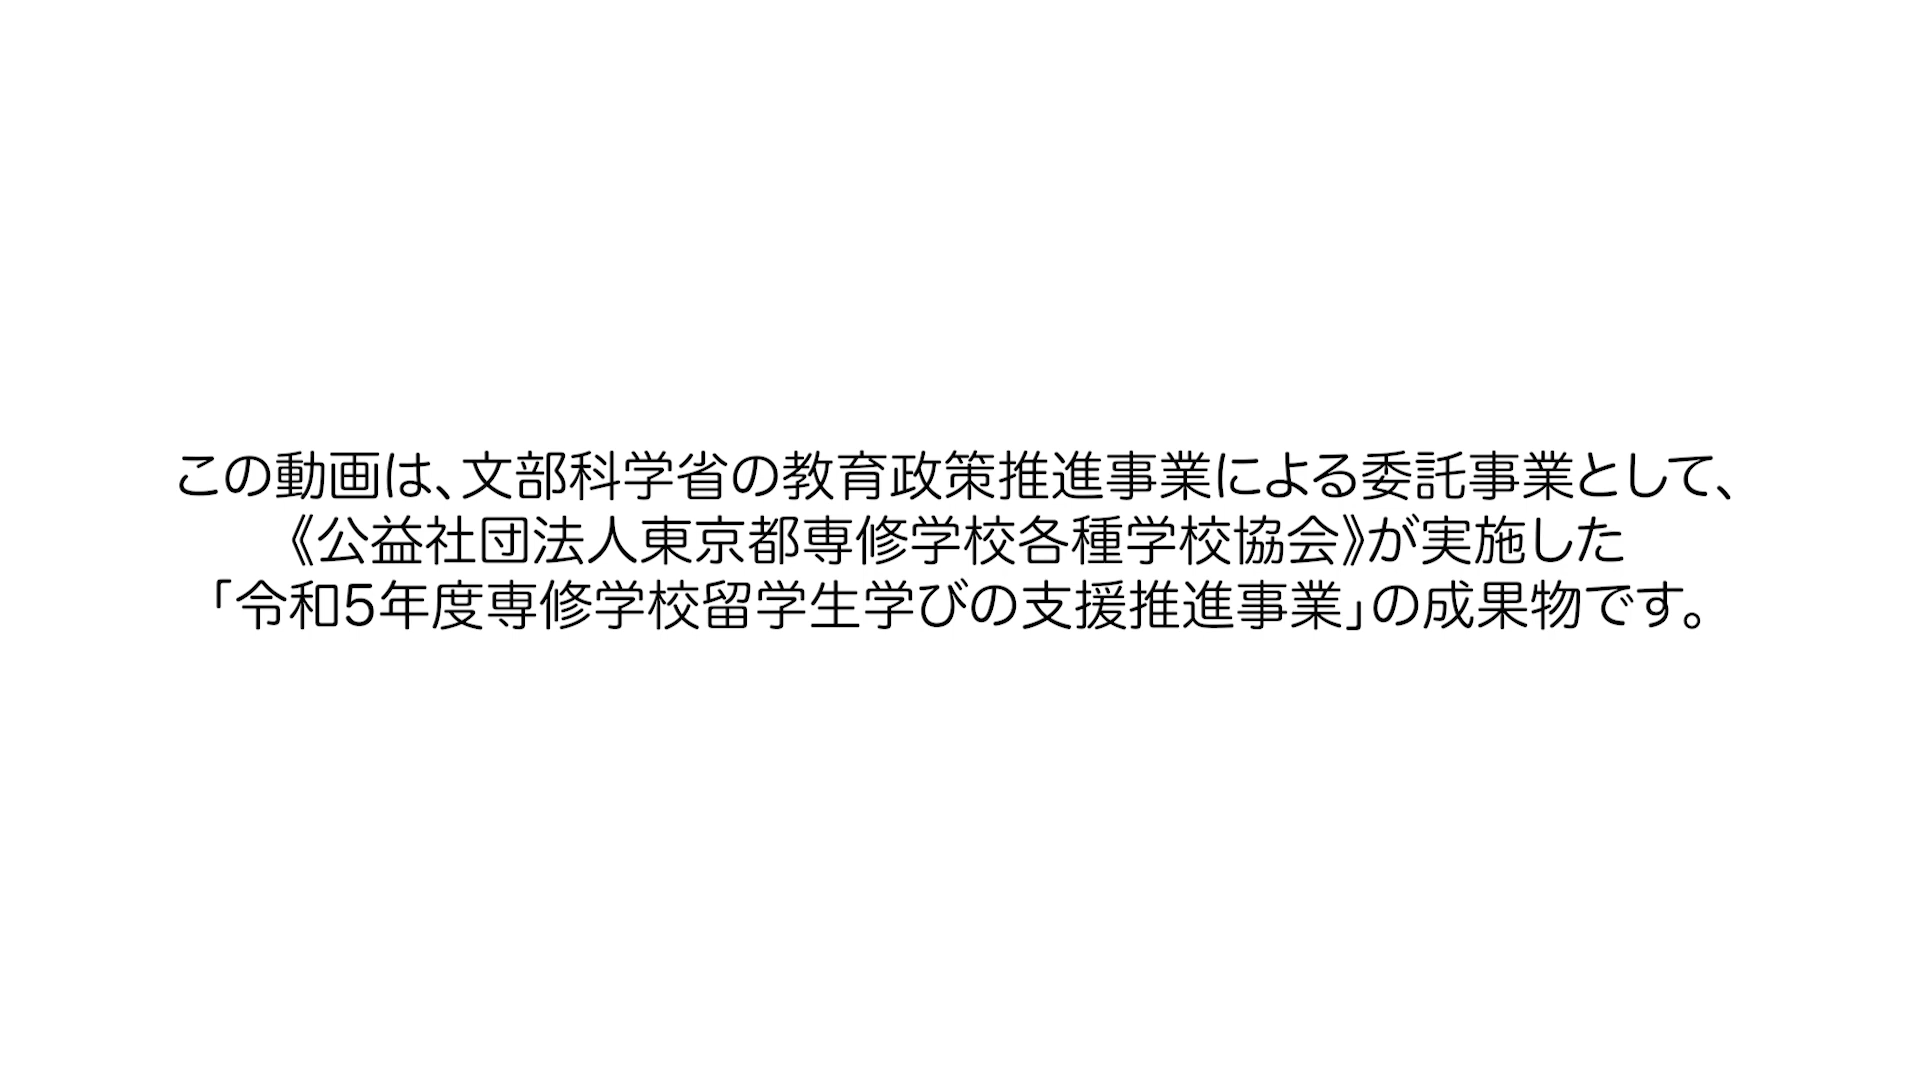 この動画は、文部科学省の教育政策推進事業による委託事業として、
《公益社団法人東京都専修学校各種学校協会》が実施した
「令和5年度専修学校留学生学びの支援推進事業」の成果物です。